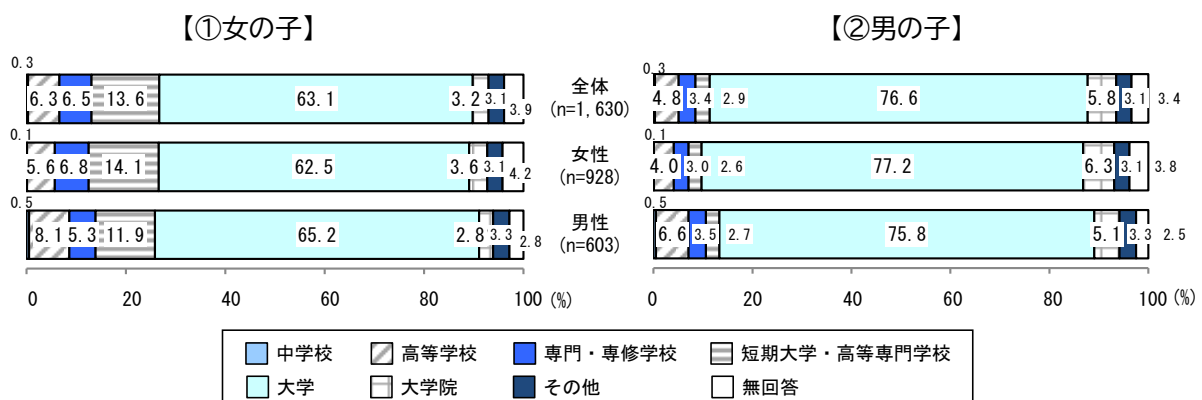 【①女の子】
【②男の子】
0.3
6.3 6.5 13.6 63.1 3.2 3.1 3.9
全体
(n=1,630)
0.3
4.8 3.4 2.9 76.6 5.8 3.1 3.4
0.1
5.6 6.8 14.1 62.5 3.6 3.1 4.2
女性
(n=928)
0.1
4.0 3.0 2.6 77.2 6.3 3.1 3.8
0.5
8.1 5.3 11.9 65.2 2.8 3.3 2.8
男性
(n=603)
0.5
6.6 3.5 2.7 75.8 5.1 3.3 2.5
0 20 40 60 80 100 (%)
0 20 40 60 80 100 (%)
中学校 高等学校 専門・専修学校 短期大学・高等専門学校
大学 大学院 その他 無回答